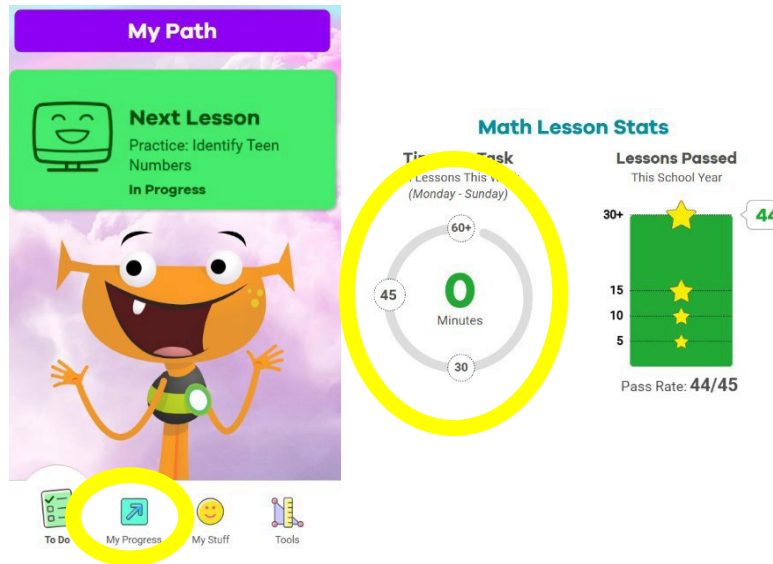 My Path
Next Lesson
Practice: Identify Teen
Numbers
In Progress
To Do
My Progress
My Stuff
Tools
Math Lesson Stats
Task
Lessons This
(Monday - Sunday)
60+
45
0
Minutes
30
Lessons Passed
This School Year
30+
44
15
10
5
Pass Rate: 44/45